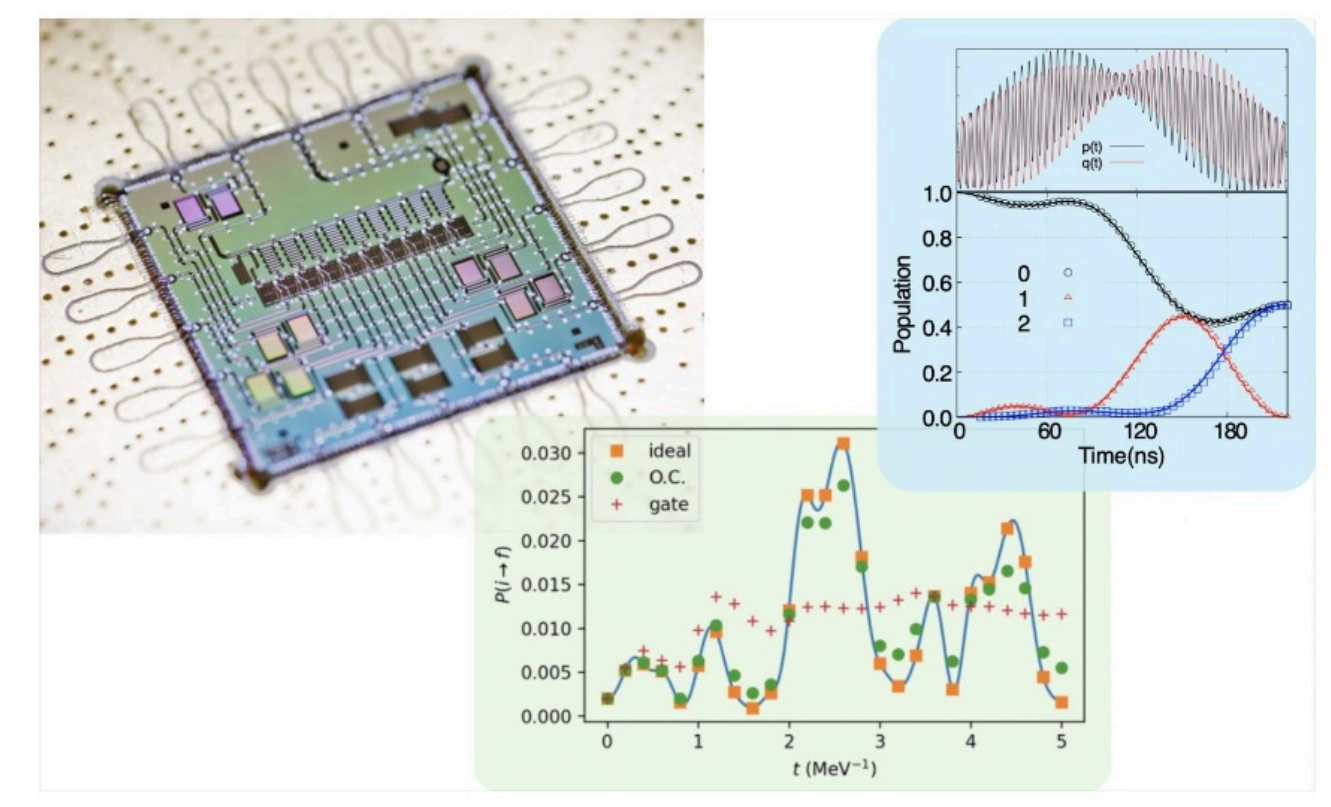 p(t)
q(t)
1.0
0.8
0.6
0.4
0.2
0.0
Population
0
1
2
0 60 120 180
Time(ns)
0.030
0.025
0.020
0.015
0.010
0.005
0.000
P(i→f)
ideal
O.C.
gate
0 1 2 3 4 5
t (MeV⁻¹)